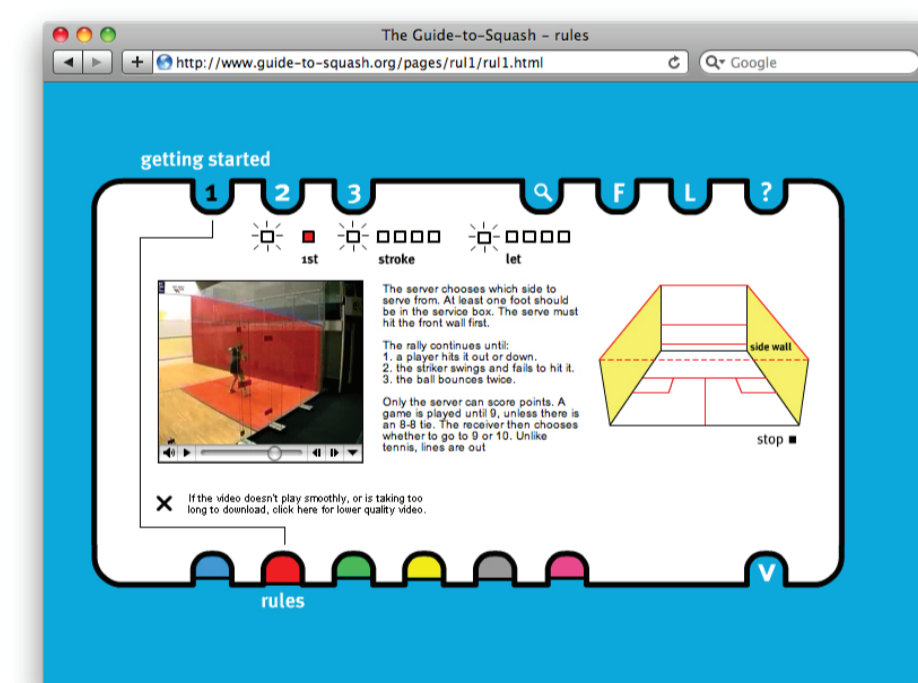 The Guide-to-Squash – rules
http://www.guide-to-squash.org/pages/rul1/rul1.html
Google
getting started
1 2 3 F L ?
1st stroke let
The server chooses which side to
serve from. At least one foot should
be in the service box. The serve must
hit the front wall first.
The rally continues until:
1. a player hits it out or down.
2. the striker swings and fails to hit it.
3. the ball bounces twice.
Only the server can score points. A
game is played until 9, unless there is
an 8-8 tie. The receiver then chooses
whether to go to 9 or 10. Unlike
tennis, lines are out
side wall
stop
If the video doesn't play smoothly, or is taking too
long to download, click here for lower quality video.
V
rules